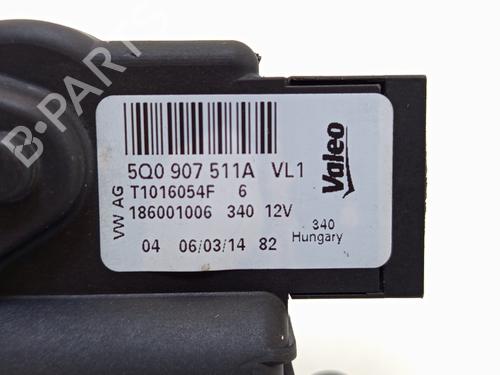 5Q0 907 511A VL1
T1016054F 6
186001006 340 12V
04 06/03/14 82
VW AG
Valeo
340
Hungary
B-PARTS